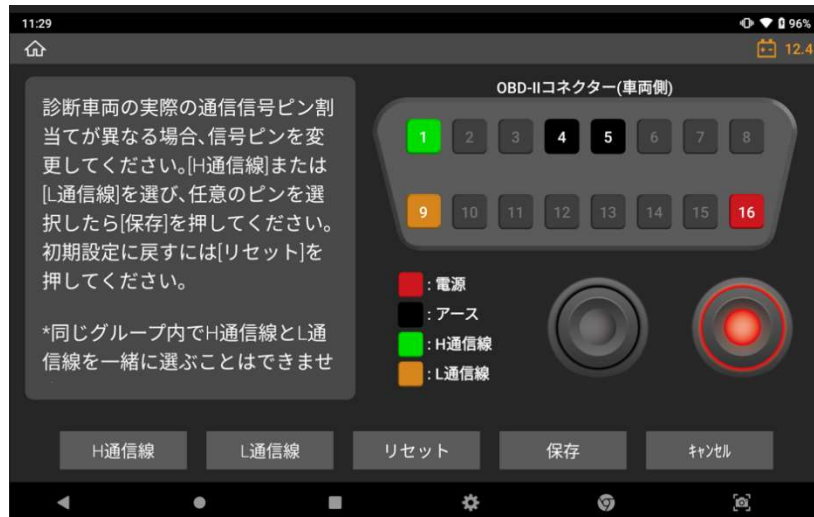 11:29
96%
12.4
診断車両の実際の通信信号ピン割
当てが異なる場合、信号ピンを変
更してください。[H通信線]または
[L通信線]を選び、任意のピンを選
択したら[保存]を押してください。
初期設定に戻すには[リセット]を
押してください。
*同じグループ内でH通信線とL通
信線を一緒に選ぶことはできませ
OBD-IIコネクター(車両側)
1 2 3 4 5 6 7 8
9 10 11 12 13 14 15 16
: 電源
: アース
: H通信線
: L通信線
H通信線 L通信線 リセット 保存 ｷｬﾝｾﾙ